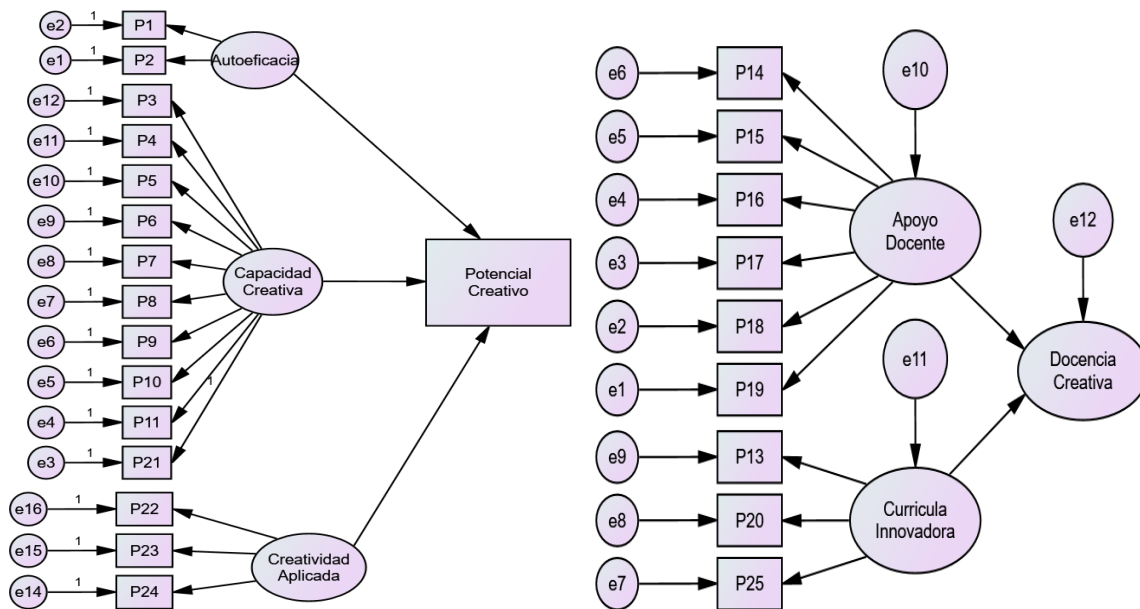 e2 1 P1
Autoeficacia
e1 1 P2
e12 1 P3
e11 1 P4
e10 1 P5
e9 1 P6
e8 1 P7
Capacidad
Creativa
e7 1 P8
e6 1 P9
e5 1 P10
1
e4 1 P11
e3 1 P21
Potencial
Creativo
e16 1 P22
e15 1 P23
Creatividad
Aplicada
e14 1 P24
e6 P14
e10
e5 P15
e4 P16
Apoyo
Docente
e12
e3 P17
e2 P18
e11
e1 P19
Docencia
Creativa
e9 P13
e8 P20
Curricula
Innovadora
e7 P25